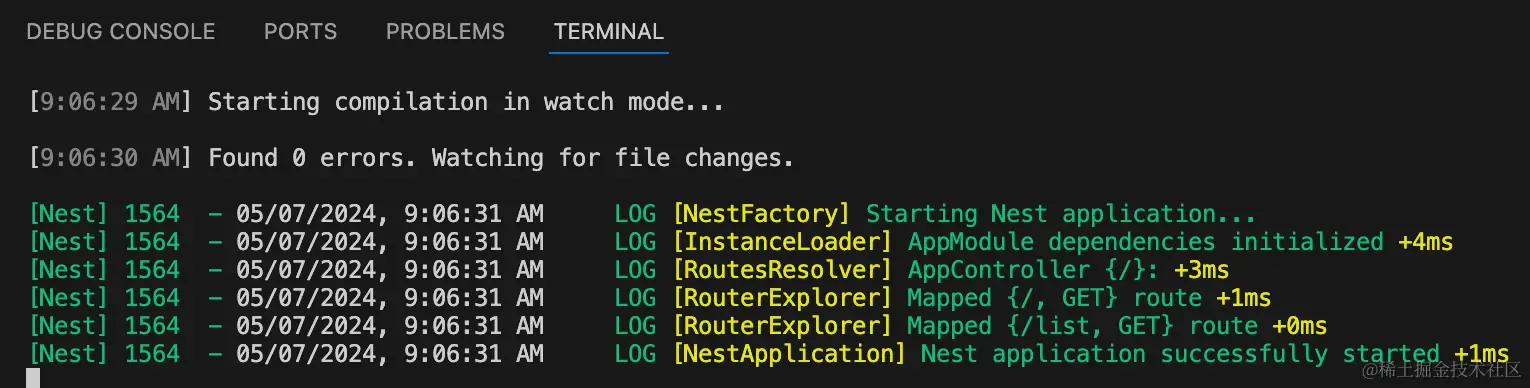 DEBUG CONSOLE PORTS PROBLEMS TERMINAL
[9:06:29 AM] Starting compilation in watch mode...
[9:06:30 AM] Found 0 errors. Watching for file changes.
[Nest] 1564  - 05/07/2024, 9:06:31 AM     LOG [NestFactory] Starting Nest application...
[Nest] 1564  - 05/07/2024, 9:06:31 AM     LOG [InstanceLoader] AppModule dependencies initialized +4ms
[Nest] 1564  - 05/07/2024, 9:06:31 AM     LOG [RoutesResolver] AppController {/}: +3ms
[Nest] 1564  - 05/07/2024, 9:06:31 AM     LOG [RouterExplorer] Mapped {/, GET} route +1ms
[Nest] 1564  - 05/07/2024, 9:06:31 AM     LOG [RouterExplorer] Mapped {/list, GET} route +0ms
[Nest] 1564  - 05/07/2024, 9:06:31 AM     LOG [NestApplication] Nest application successfully started +1ms
@稀土掘金技术社区